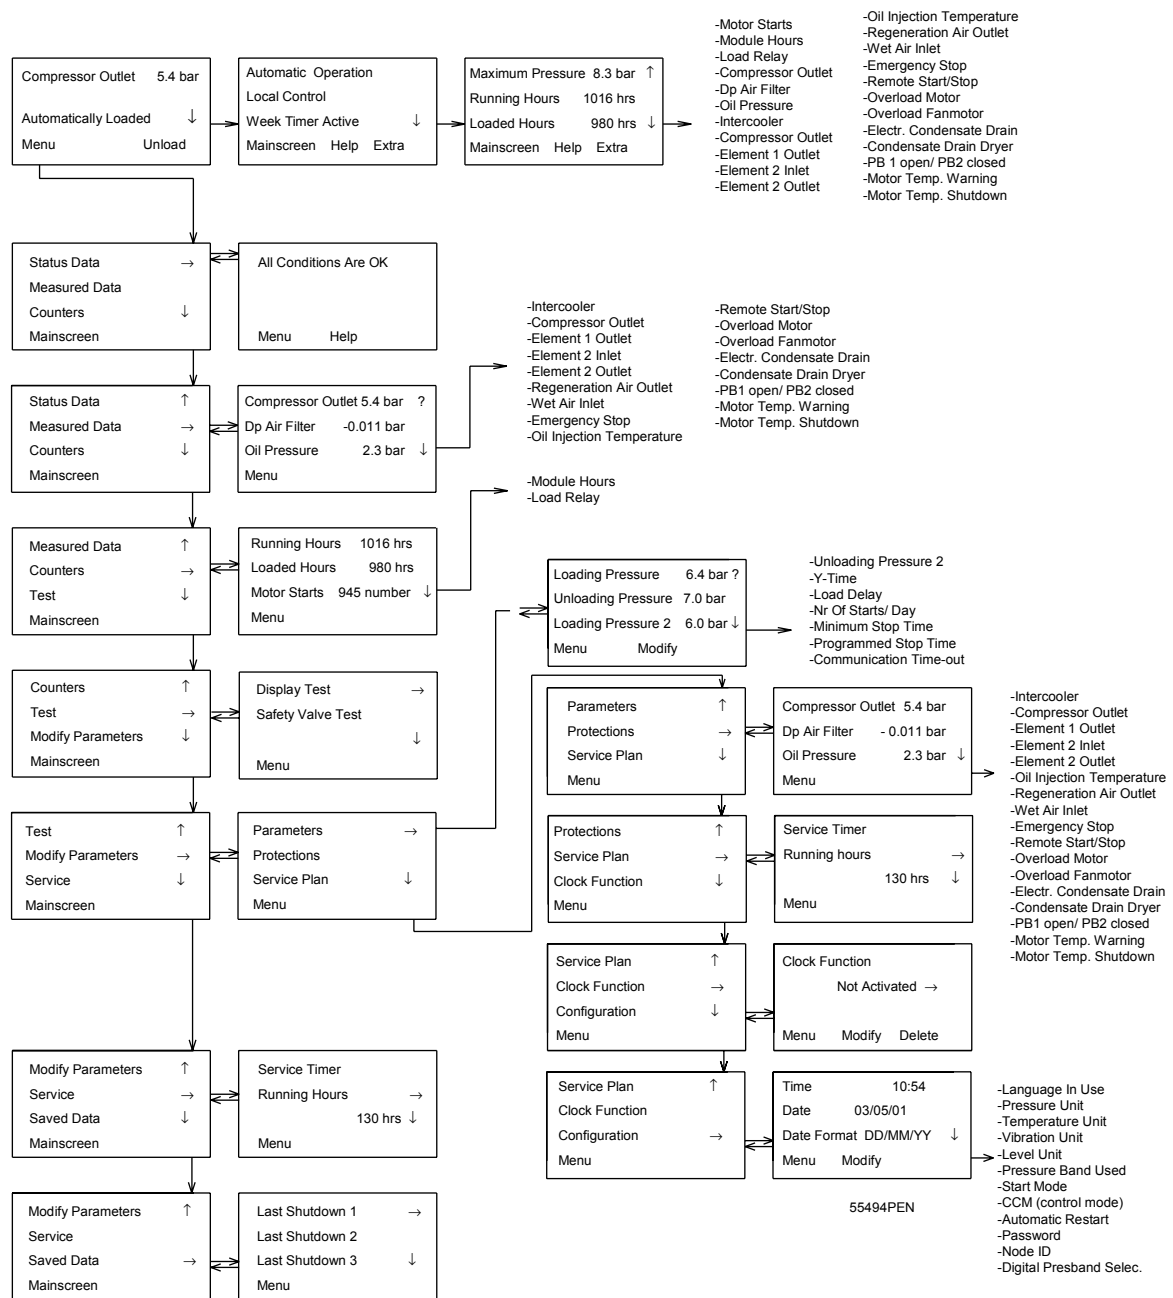 Compressor Outlet 5.4 bar
Automatically Loaded ↓
Menu Unload
Automatic Operation
Local Control
Week Timer Active ↓
Mainscreen Help Extra
Maximum Pressure 8.3 bar ↑
Running Hours 1016 hrs
Loaded Hours 980 hrs ↓
Mainscreen Help Extra
-Motor Starts
-Module Hours
-Load Relay
-Compressor Outlet
-Dp Air Filter
-Oil Pressure
-Intercooler
-Compressor Outlet
-Element 1 Outlet
-Element 2 Inlet
-Element 2 Outlet
-Oil Injection Temperature
-Regeneration Air Outlet
-Wet Air Inlet
-Emergency Stop
-Remote Start/Stop
-Overload Motor
-Overload Fanmotor
-Electr. Condensate Drain
-Condensate Drain Dryer
-PB 1 open/ PB2 closed
-Motor Temp. Warning
-Motor Temp. Shutdown
Status Data →
Measured Data
Counters ↓
Mainscreen
All Conditions Are OK
Menu Help
Status Data ↑
Measured Data →
Counters ↓
Mainscreen
Compressor Outlet 5.4 bar ?
Dp Air Filter -0.011 bar
Oil Pressure 2.3 bar ↓
Menu
-Intercooler
-Compressor Outlet
-Element 1 Outlet
-Element 2 Inlet
-Element 2 Outlet
-Regeneration Air Outlet
-Wet Air Inlet
-Emergency Stop
-Oil Injection Temperature
-Remote Start/Stop
-Overload Motor
-Overload Fanmotor
-Electr. Condensate Drain
-Condensate Drain Dryer
-PB1 open/ PB2 closed
-Motor Temp. Warning
-Motor Temp. Shutdown
Measured Data ↑
Counters →
Test ↓
Mainscreen
Running Hours 1016 hrs
Loaded Hours 980 hrs
Motor Starts 945 number ↓
Menu
-Module Hours
-Load Relay
Counters ↑
Test →
Modify Parameters ↓
Mainscreen
Display Test →
Safety Valve Test
↓
Menu
Test ↑
Modify Parameters →
Service ↓
Mainscreen
Parameters →
Protections
Service Plan ↓
Menu
Loading Pressure 6.4 bar ?
Unloading Pressure 7.0 bar
Loading Pressure 2 6.0 bar ↓
Menu Modify
-Unloading Pressure 2
-Y-Time
-Load Delay
-Nr Of Starts/ Day
-Minimum Stop Time
-Programmed Stop Time
-Communication Time-out
Parameters ↑
Protections →
Service Plan ↓
Menu
Compressor Outlet 5.4 bar
Dp Air Filter - 0.011 bar
Oil Pressure 2.3 bar ↓
Menu
-Intercooler
-Compressor Outlet
-Element 1 Outlet
-Element 2 Inlet
-Element 2 Outlet
-Oil Injection Temperature
-Regeneration Air Outlet
-Wet Air Inlet
-Emergency Stop
-Remote Start/Stop
-Overload Motor
-Overload Fanmotor
-Electr. Condensate Drain
-Condensate Drain Dryer
-PB1 open/ PB2 closed
-Motor Temp. Warning
-Motor Temp. Shutdown
Protections ↑
Service Plan →
Clock Function ↓
Menu
Service Timer
Running hours →
130 hrs ↓
Menu
Service Plan ↑
Clock Function →
Configuration ↓
Menu
Clock Function
Not Activated →
Menu Modify Delete
Service Plan ↑
Clock Function
Configuration →
Menu
Time 10:54
Date 03/05/01
Date Format DD/MM/YY ↓
Menu Modify
-Language In Use
-Pressure Unit
-Temperature Unit
-Vibration Unit
-Level Unit
-Pressure Band Used
-Start Mode
-CCM (control mode)
-Automatic Restart
-Password
-Node ID
-Digital Presband Selec.
Modify Parameters ↑
Service →
Saved Data ↓
Mainscreen
Service Timer
Running Hours →
130 hrs ↓
Menu
Modify Parameters ↑
Service
Saved Data →
Mainscreen
Last Shutdown 1 →
Last Shutdown 2
Last Shutdown 3 ↓
Menu
55494PEN